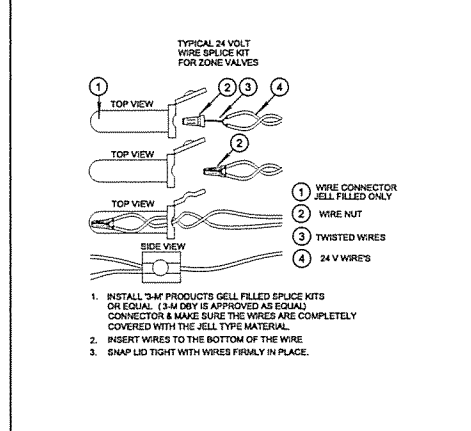 TYPICAL 24 VOLT
WIRE SPLICE KIT
FOR ZONE VALVES
1
2
3
4
TOP VIEW
2
TOP VIEW
TOP VIEW
SIDE VIEW
1 WIRE CONNECTOR
JELL FILLED ONLY
2 WIRE NUT
3 TWISTED WIRES
4 24 V WIRE'S
1. INSTALL '3-M' PRODUCTS GELL FILLED SPLICE KITS
OR EQUAL (3-M DBY IS APPROVED AS EQUAL)
CONNECTOR & MAKE SURE THE WIRES ARE COMPLETELY
COVERED WITH THE JELL TYPE MATERIAL.
2. INSERT WIRES TO THE BOTTOM OF THE WIRE
3. SNAP LID TIGHT WITH WIRES FIRMLY IN PLACE.